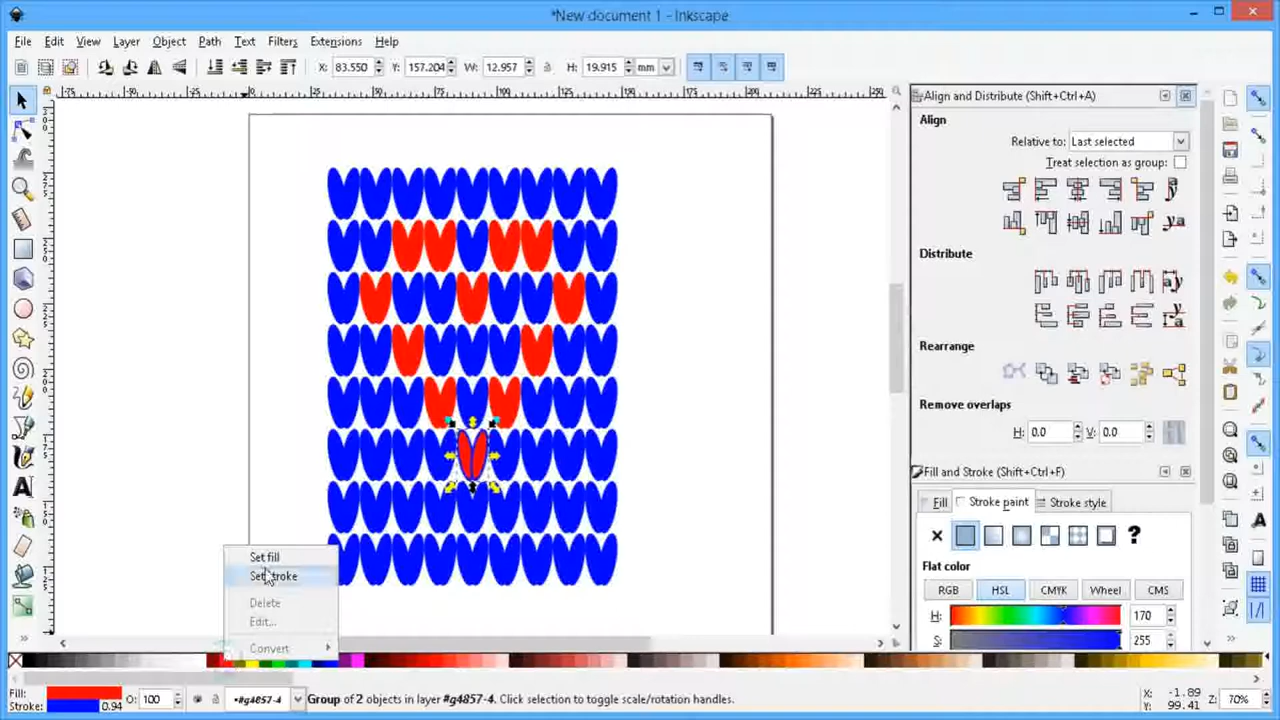 *New document 1 - Inkscape
File Edit View Layer Object Path Text Filters Extensions Help
X: 83.550 Y: 157.204 W: 12.957 H: 19.915 mm
Align and Distribute (Shift+Ctrl+A)
Align
Relative to: Last selected
Treat selection as group:
Distribute
Rearrange
Remove overlaps
H: 0.0 V: 0.0
Fill and Stroke (Shift+Ctrl+F)
Fill Stroke paint Stroke style
Flat color
RGB HSL CMYK Wheel CMS
H: 170
S: 255
Set fill
Set stroke
Delete
Edit...
Convert
Fill:
Stroke: 0.94
O: 100
•#g4857-4
Group of 2 objects in layer #g4857-4. Click selection to toggle scale/rotation handles.
X: -1.89
Y: 99.41
Z: 70%